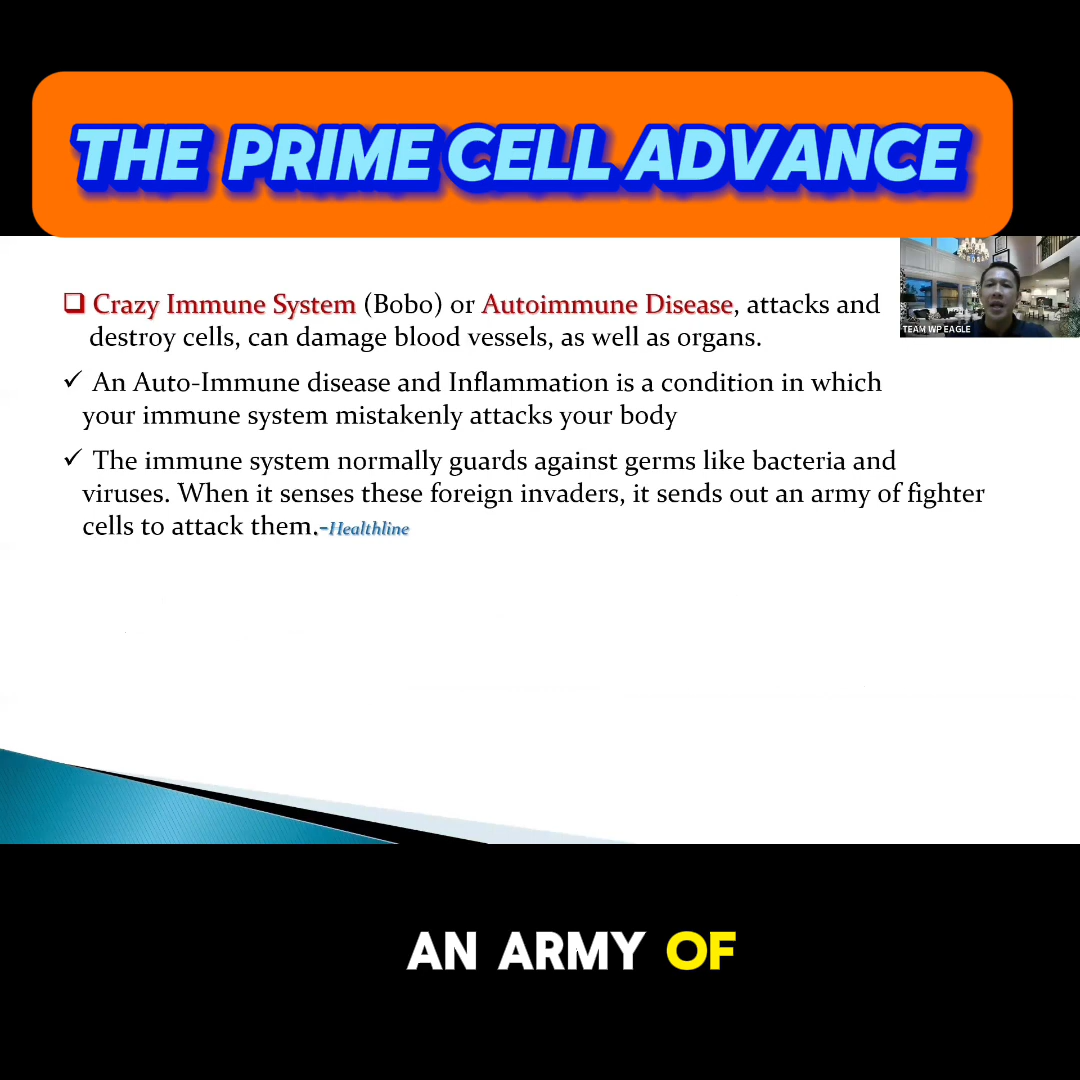 THE PRIME CELL ADVANCE
❑ Crazy Immune System (Bobo) or Autoimmune Disease, attacks and
destroy cells, can damage blood vessels, as well as organs.
✓ An Auto-Immune disease and Inflammation is a condition in which
your immune system mistakenly attacks your body
✓ The immune system normally guards against germs like bacteria and
viruses. When it senses these foreign invaders, it sends out an army of fighter
cells to attack them.-Healthline
TEAM WP EAGLE
AN ARMY OF